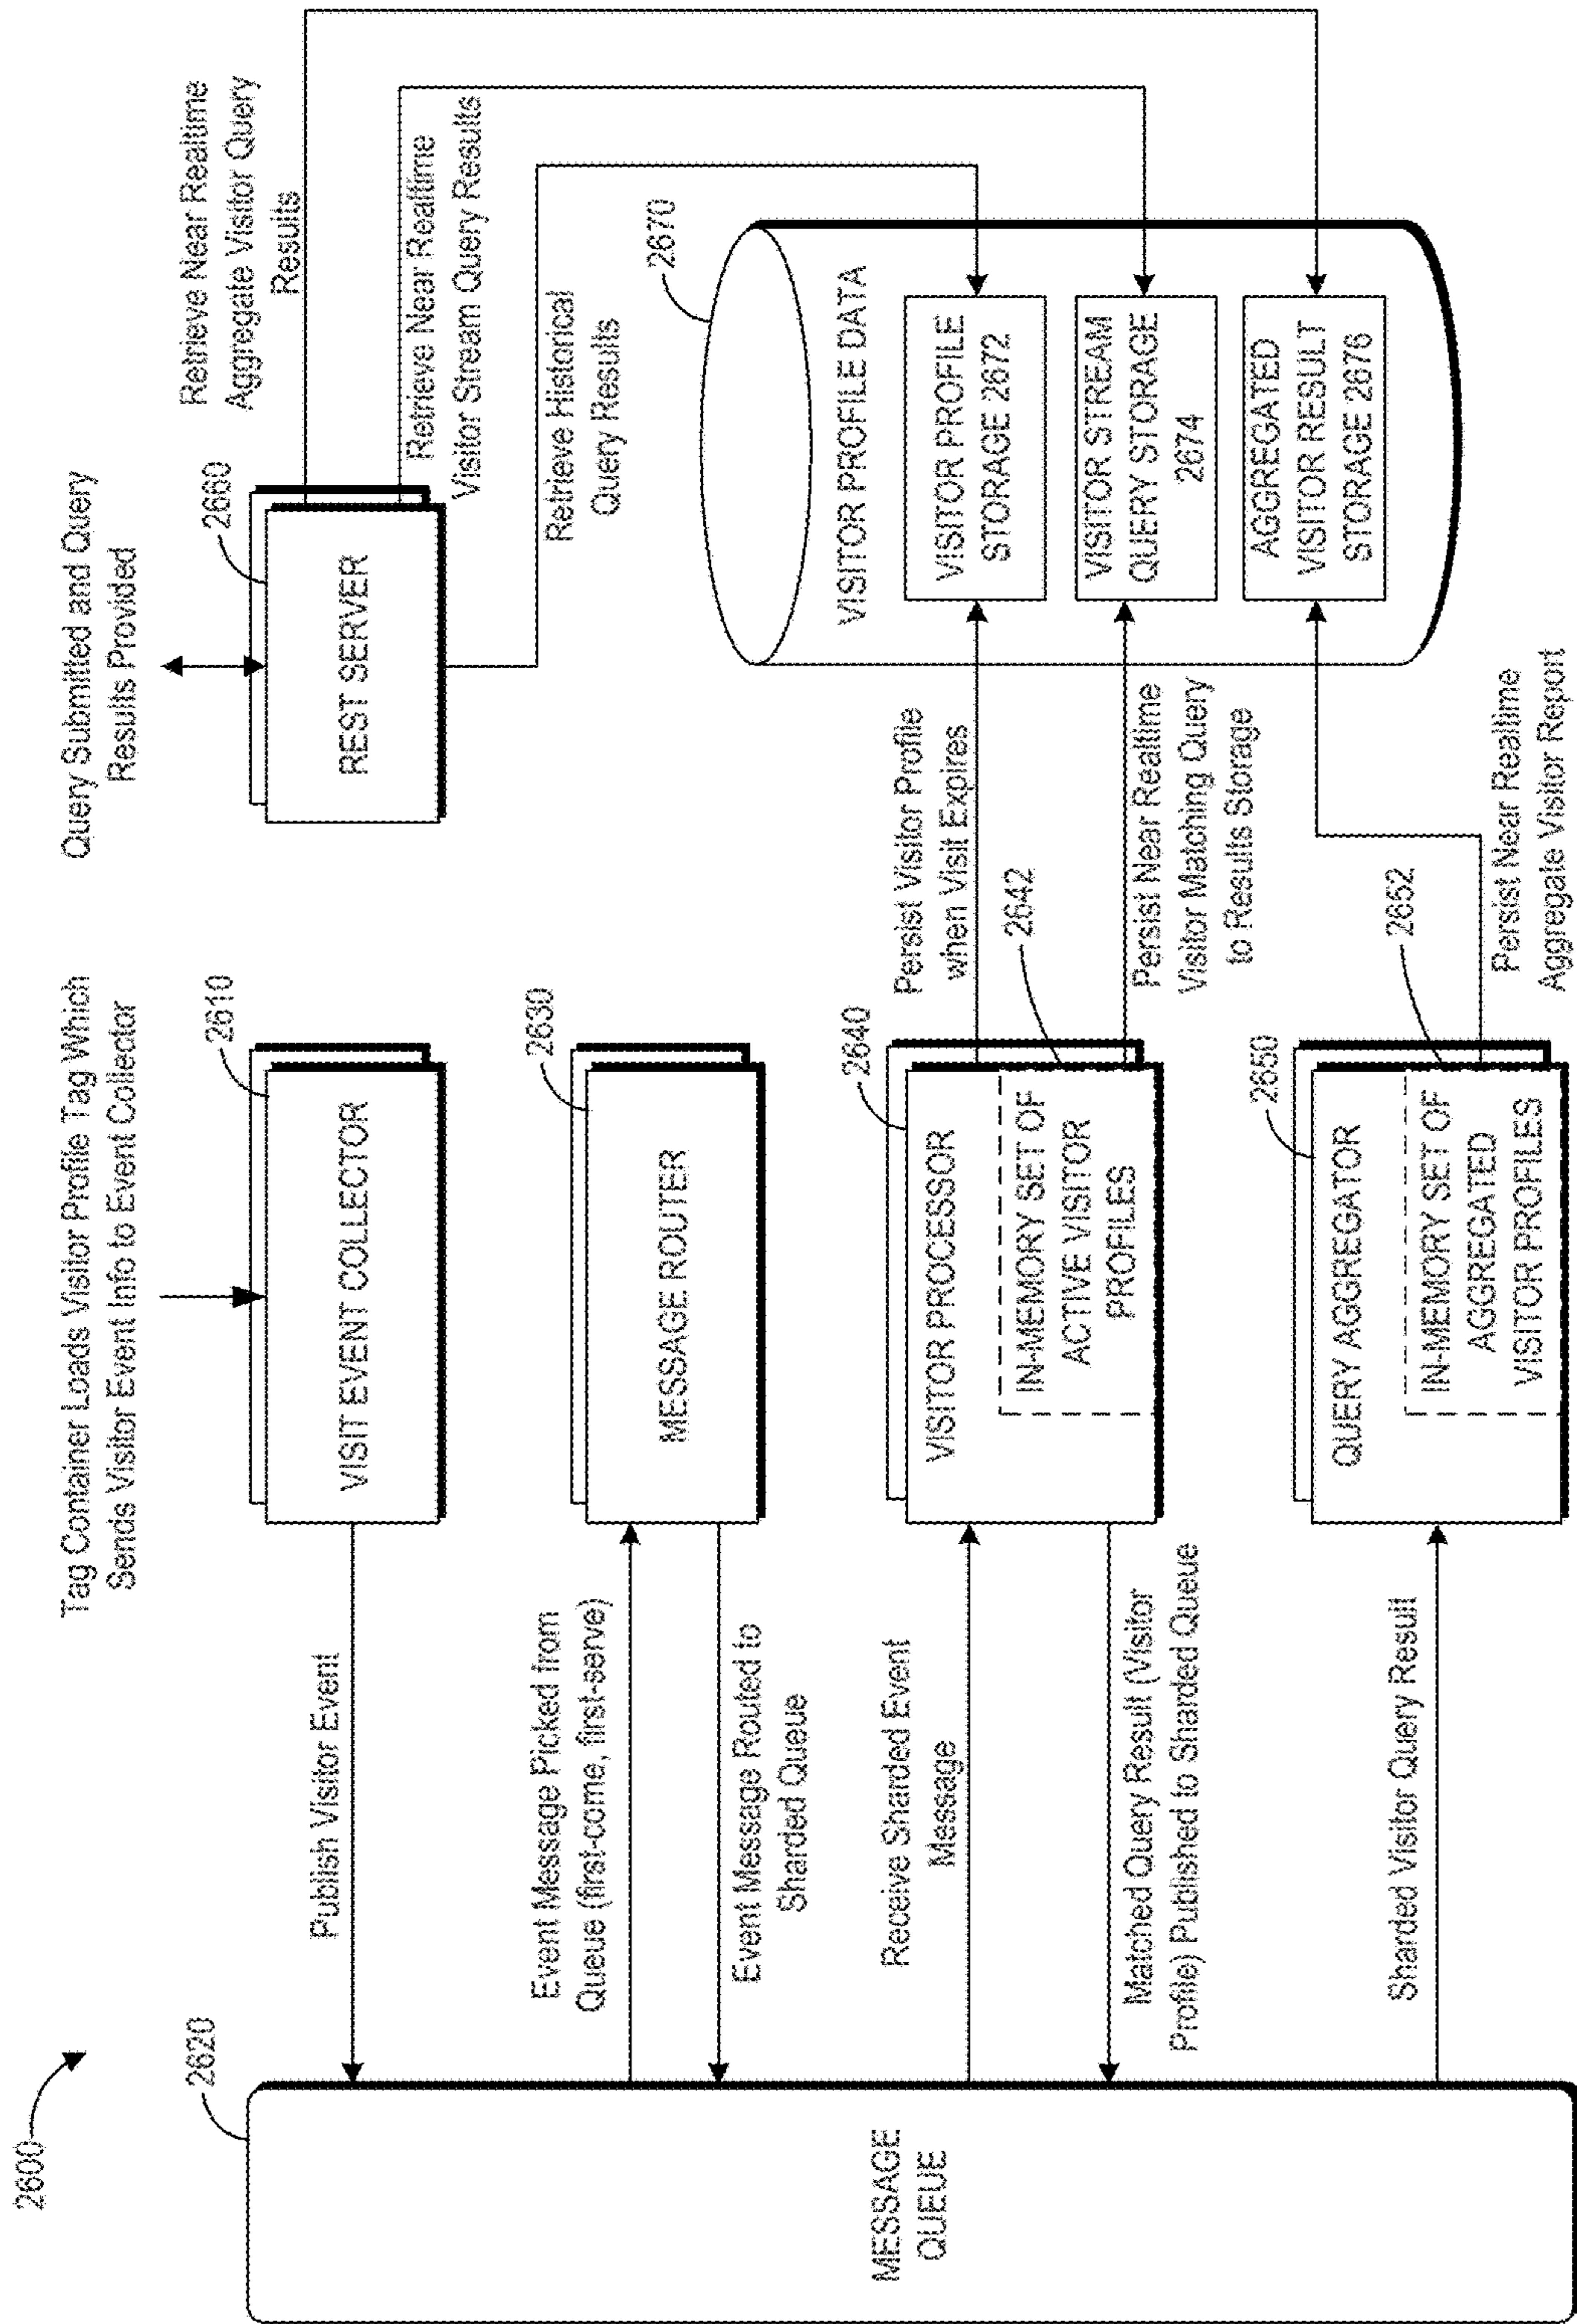 2600
Tag Container Loads Visitor Profile Tag Which
Sends Visitor Event Info to Event Collector
Query Submitted and Query
Results Provided
2620
MESSAGE
QUEUE
Publish Visitor Event
2610
VISIT EVENT COLLECTOR
Event Message Picked from
Queue (first-come, first-serve)
Event Message Routed to
Sharded Queue
2630
MESSAGE ROUTER
Receive Sharded Event
Message
Matched Query Result (Visitor
Profile) Published to Sharded Queue
2640
VISITOR PROCESSOR
IN-MEMORY SET OF
ACTIVE VISITOR
PROFILES
2642
Sharded Visitor Query Result
2650
QUERY AGGREGATOR
IN-MEMORY SET OF
AGGREGATED
VISITOR PROFILES
2652
Persist Visitor Profile
when Visit Expires
Persist Near Realtime
Visitor Matching Query
to Results Storage
Persist Near Realtime
Aggregate Visitor Report
2660
REST SERVER
Retrieve Near Realtime
Aggregate Visitor Query
Results
Retrieve Near Realtime
Visitor Stream Query Results
Retrieve Historical
Query Results
2670
VISITOR PROFILE DATA
VISITOR PROFILE
STORAGE 2672
VISITOR STREAM
QUERY STORAGE
2674
AGGREGATED
VISITOR RESULT
STORAGE 2676